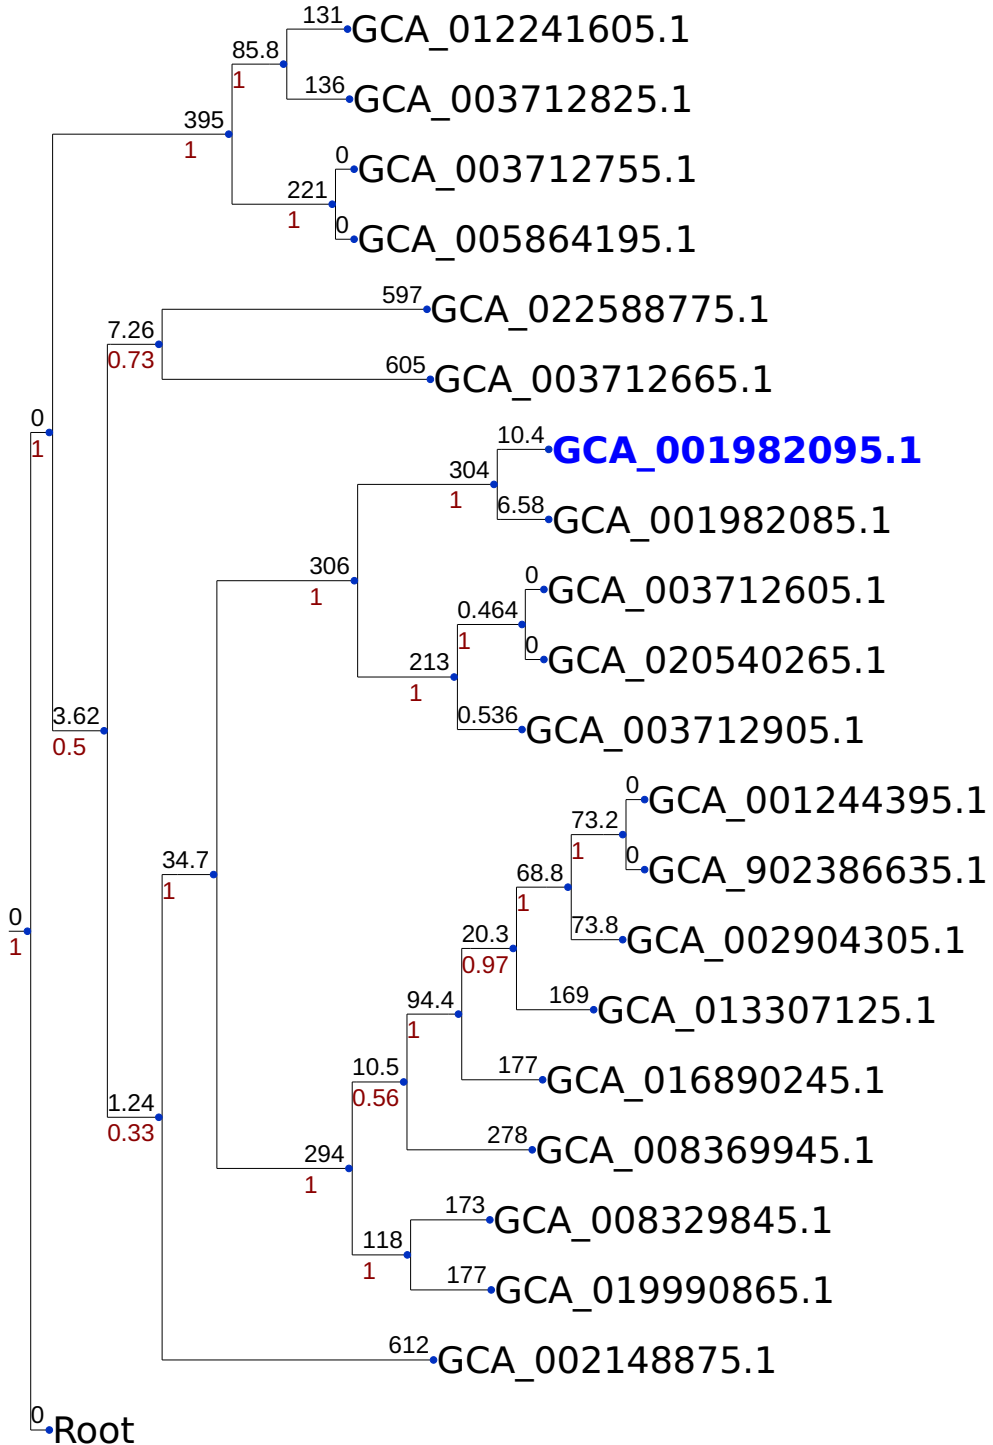 131
GCA_012241605.1
85.8
1
136
GCA_003712825.1
395
1
0
GCA_003712755.1
221
1
0
GCA_005864195.1
597
GCA_022588775.1
7.26
0.73
605
GCA_003712665.1
0
1
10.4
GCA_001982095.1
304
1
6.58
GCA_001982085.1
306
1
0
GCA_003712605.1
0.464
1
0
GCA_020540265.1
213
1
0.536
GCA_003712905.1
3.62
0.5
0
GCA_001244395.1
73.2
1
0
GCA_902386635.1
34.7
1
68.8
1
73.8
GCA_002904305.1
0
1
20.3
0.97
169
GCA_013307125.1
94.4
1
177
GCA_016890245.1
10.5
0.56
1.24
0.33
278
GCA_008369945.1
294
1
173
GCA_008329845.1
118
1
177
GCA_019990865.1
612
GCA_002148875.1
0
Root